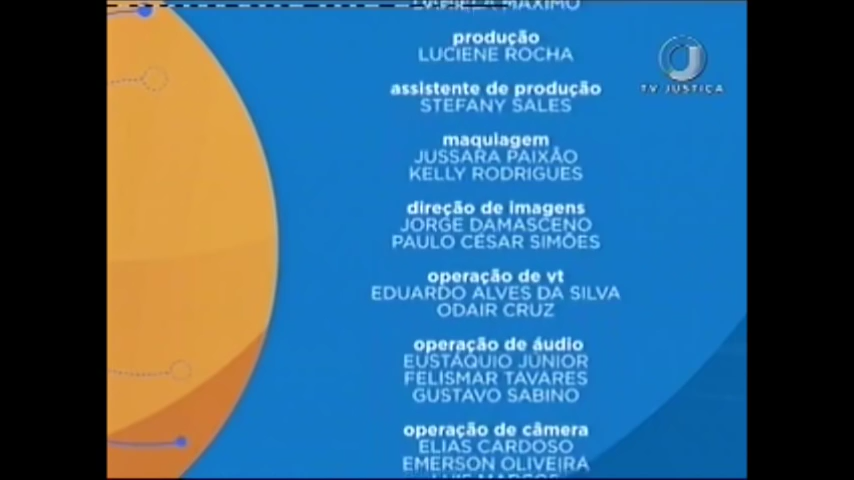 DANIELA MAXIMO
produção
LUCIENE ROCHA
TV JUSTIÇA
assistente de produção
STEFANY SALES
maquiagem
JUSSARA PAIXÃO
KELLY RODRIGUES
direção de imagens
JORGE DAMASCENO
PAULO CÉSAR SIMÕES
operação de vt
EDUARDO ALVES DA SILVA
ODAIR CRUZ
operação de áudio
EUSTÁQUIO JÚNIOR
FELISMAR TAVARES
GUSTAVO SABINO
operação de câmera
ELIAS CARDOSO
EMERSON OLIVEIRA